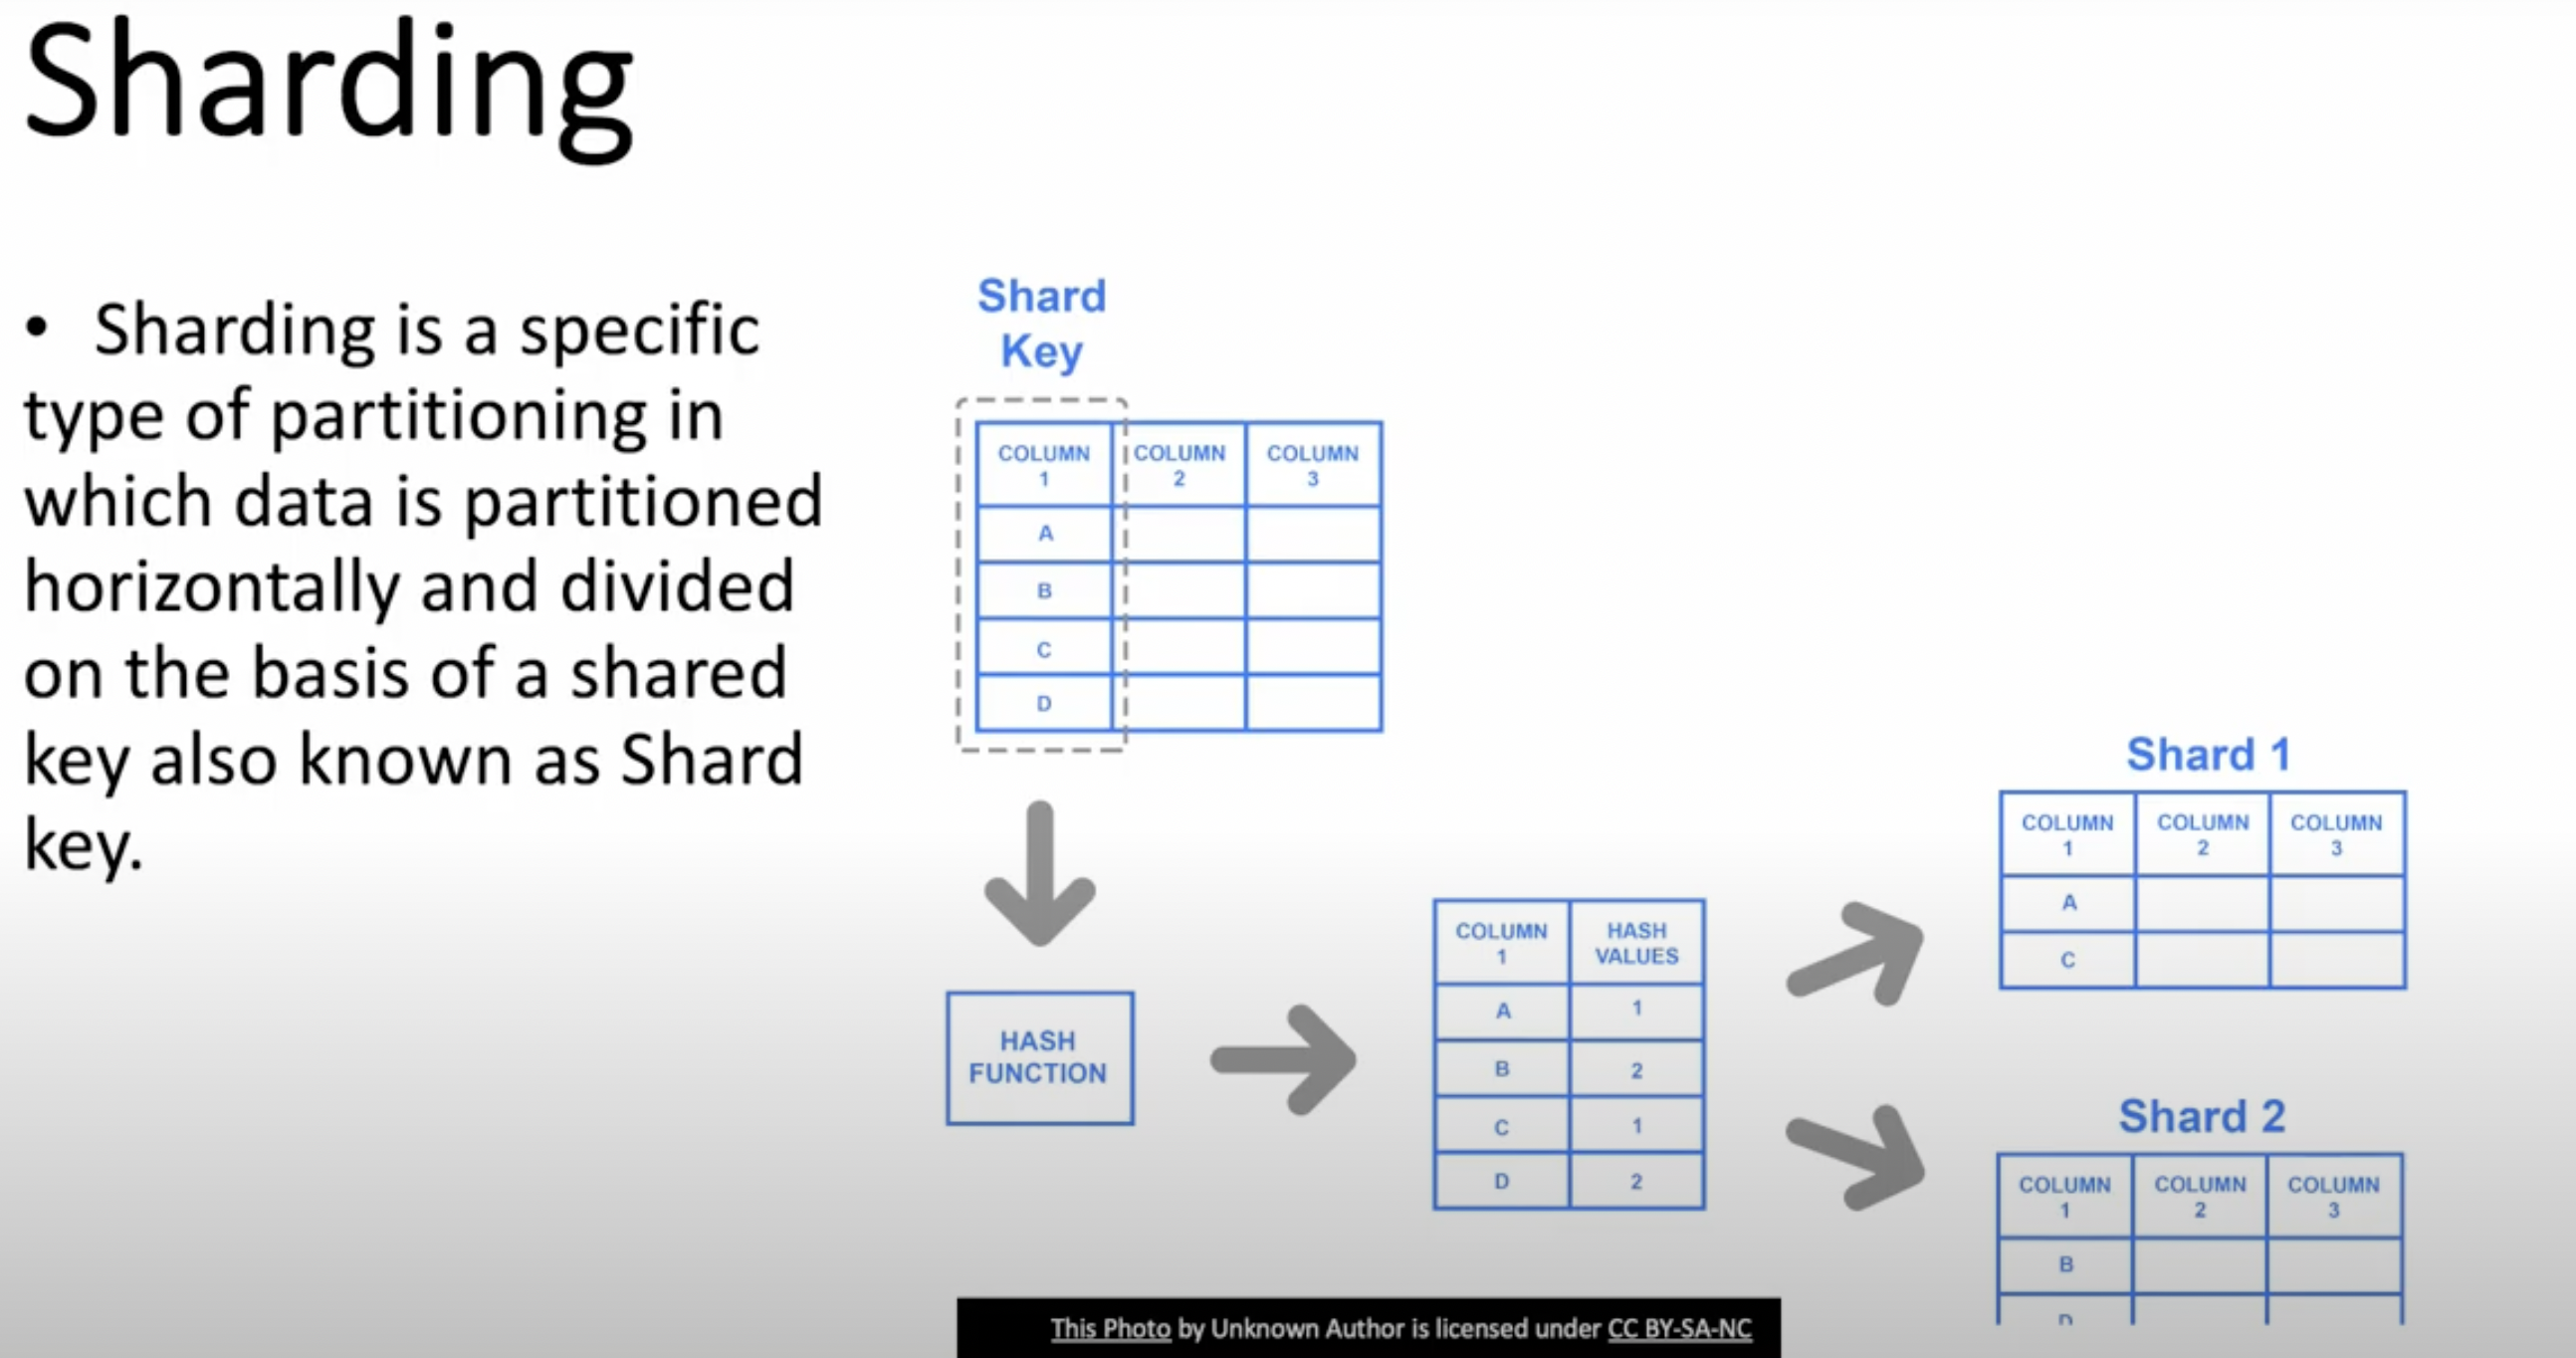 Sharding
• Sharding is a specific
type of partitioning in
which data is partitioned
horizontally and divided
on the basis of a shared
key also known as Shard
key.
Shard
Key
COLUMN 1 COLUMN 2 COLUMN 3
A
B
C
D
HASH
FUNCTION
COLUMN 1 HASH VALUES
A 1
B 2
C 1
D 2
Shard 1
COLUMN 1 COLUMN 2 COLUMN 3
A
C
Shard 2
COLUMN 1 COLUMN 2 COLUMN 3
B
D
This Photo by Unknown Author is licensed under CC BY-SA-NC